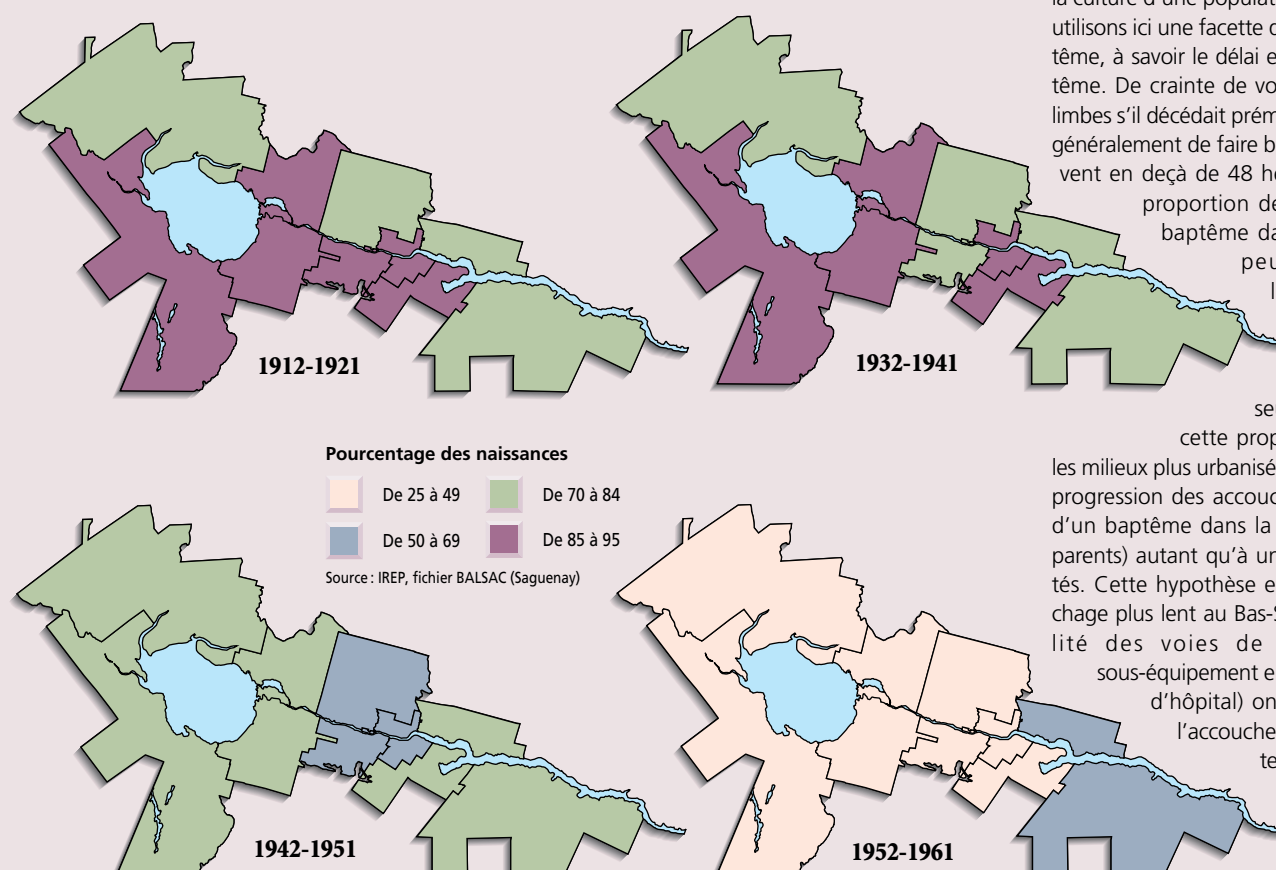 la culture d'une populat
utilisons ici une facette
tême, à savoir le délai e
tême. De crainte de vo
limbes s'il décédait prém
généralement de faire b
vent en deçà de 48 he
proportion de
baptême da
peu
1912-1921
1932-1941
se
cette prop
les milieux plus urbanisé
progression des accouc
d'un baptême dans la
parents) autant qu'à un
tés. Cette hypothèse e
chage plus lent au Bas-S
lité des voies de
sous-équipement e
d'hôpital) on
l'accouche
te
Pourcentage des naissances
De 25 à 49
De 70 à 84
De 50 à 69
De 85 à 95
Source : IREP, fichier BALSAC (Saguenay)
1942-1951
1952-1961